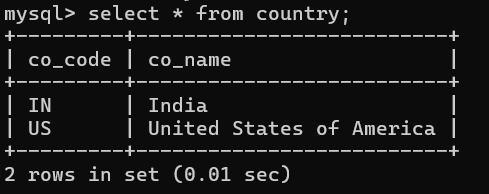 mysql> select * from country;
+---------+--------------------------+
| co_code | co_name                  |
+---------+--------------------------+
| IN      | India                    |
| US      | United States of America |
+---------+--------------------------+
2 rows in set (0.01 sec)